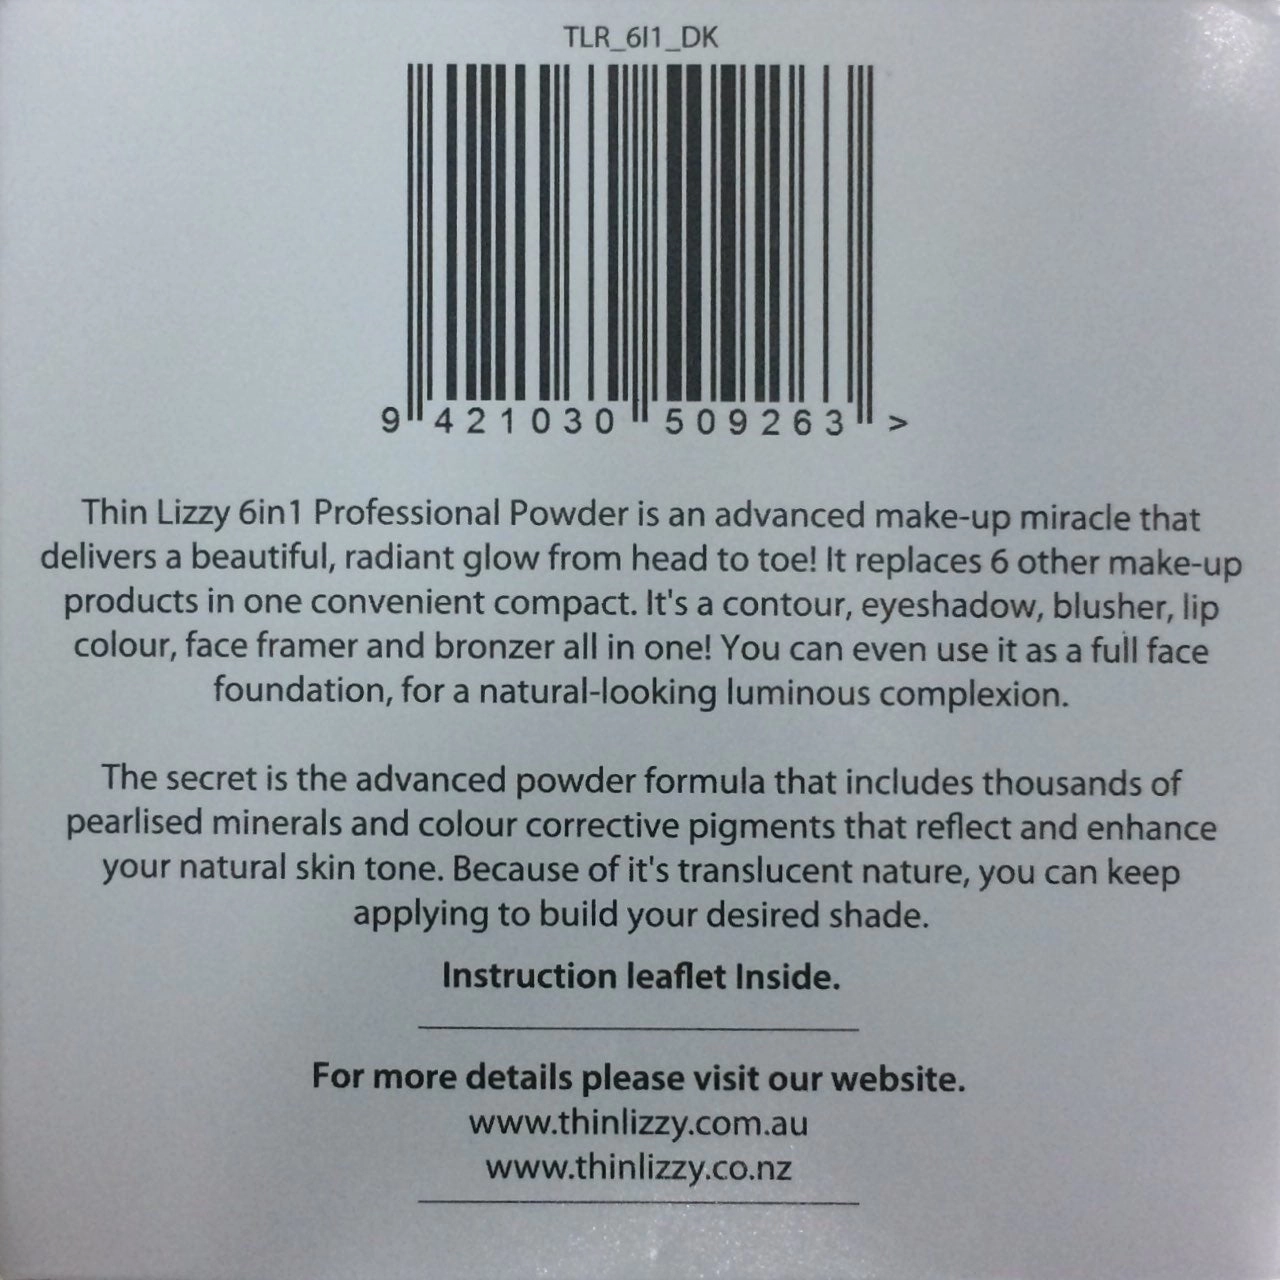 TLR_6I1_DK
9 421030 509263 >
Thin Lizzy 6in1 Professional Powder is an advanced make-up miracle that
delivers a beautiful, radiant glow from head to toe! It replaces 6 other make-up
products in one convenient compact. It's a contour, eyeshadow, blusher, lip
colour, face framer and bronzer all in one! You can even use it as a full face
foundation, for a natural-looking luminous complexion.
The secret is the advanced powder formula that includes thousands of
pearlised minerals and colour corrective pigments that reflect and enhance
your natural skin tone. Because of it's translucent nature, you can keep
applying to build your desired shade.
Instruction leaflet Inside.
For more details please visit our website.
www.thinlizzy.com.au
www.thinlizzy.co.nz